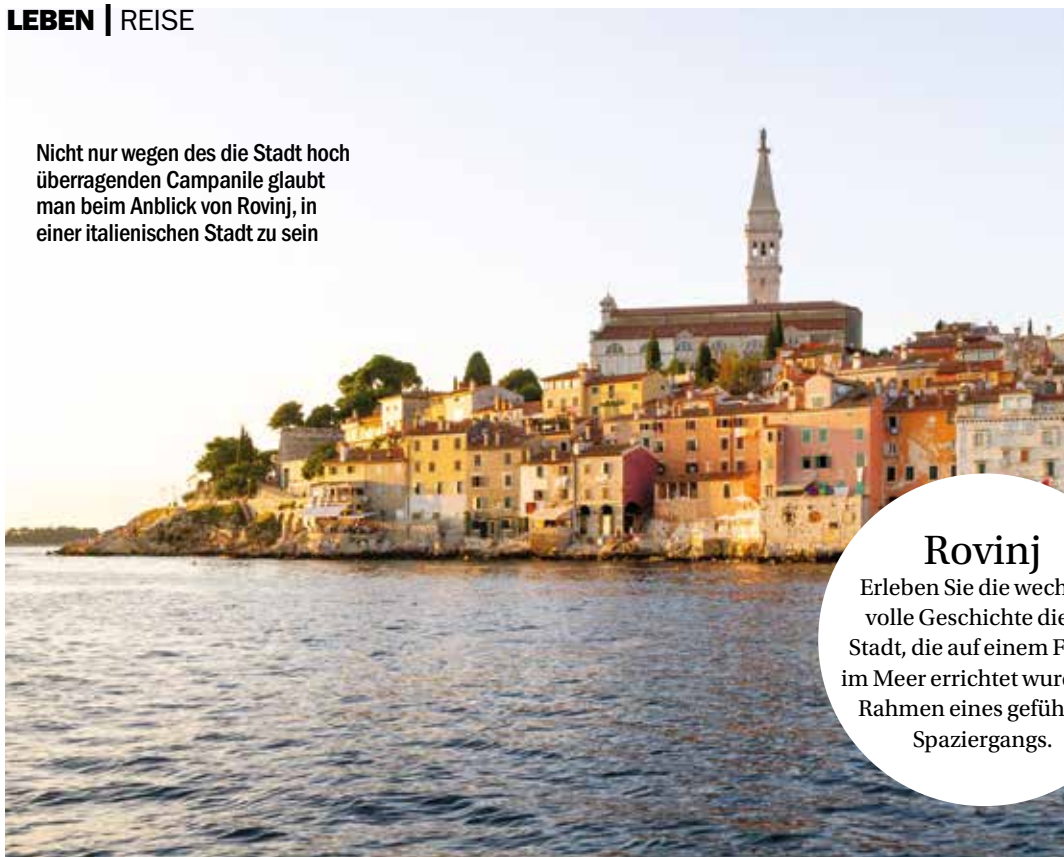 LEBEN | REISE
Nicht nur wegen des die Stadt hoch
überragenden Campanile glaubt
man beim Anblick von Rovinj, in
einer italienischen Stadt zu sein
Rovinj
Erleben Sie die
volle Geschichte
Stadt, die auf einem
im Meer errichtet
Rahmen eines
Spaziergangs.